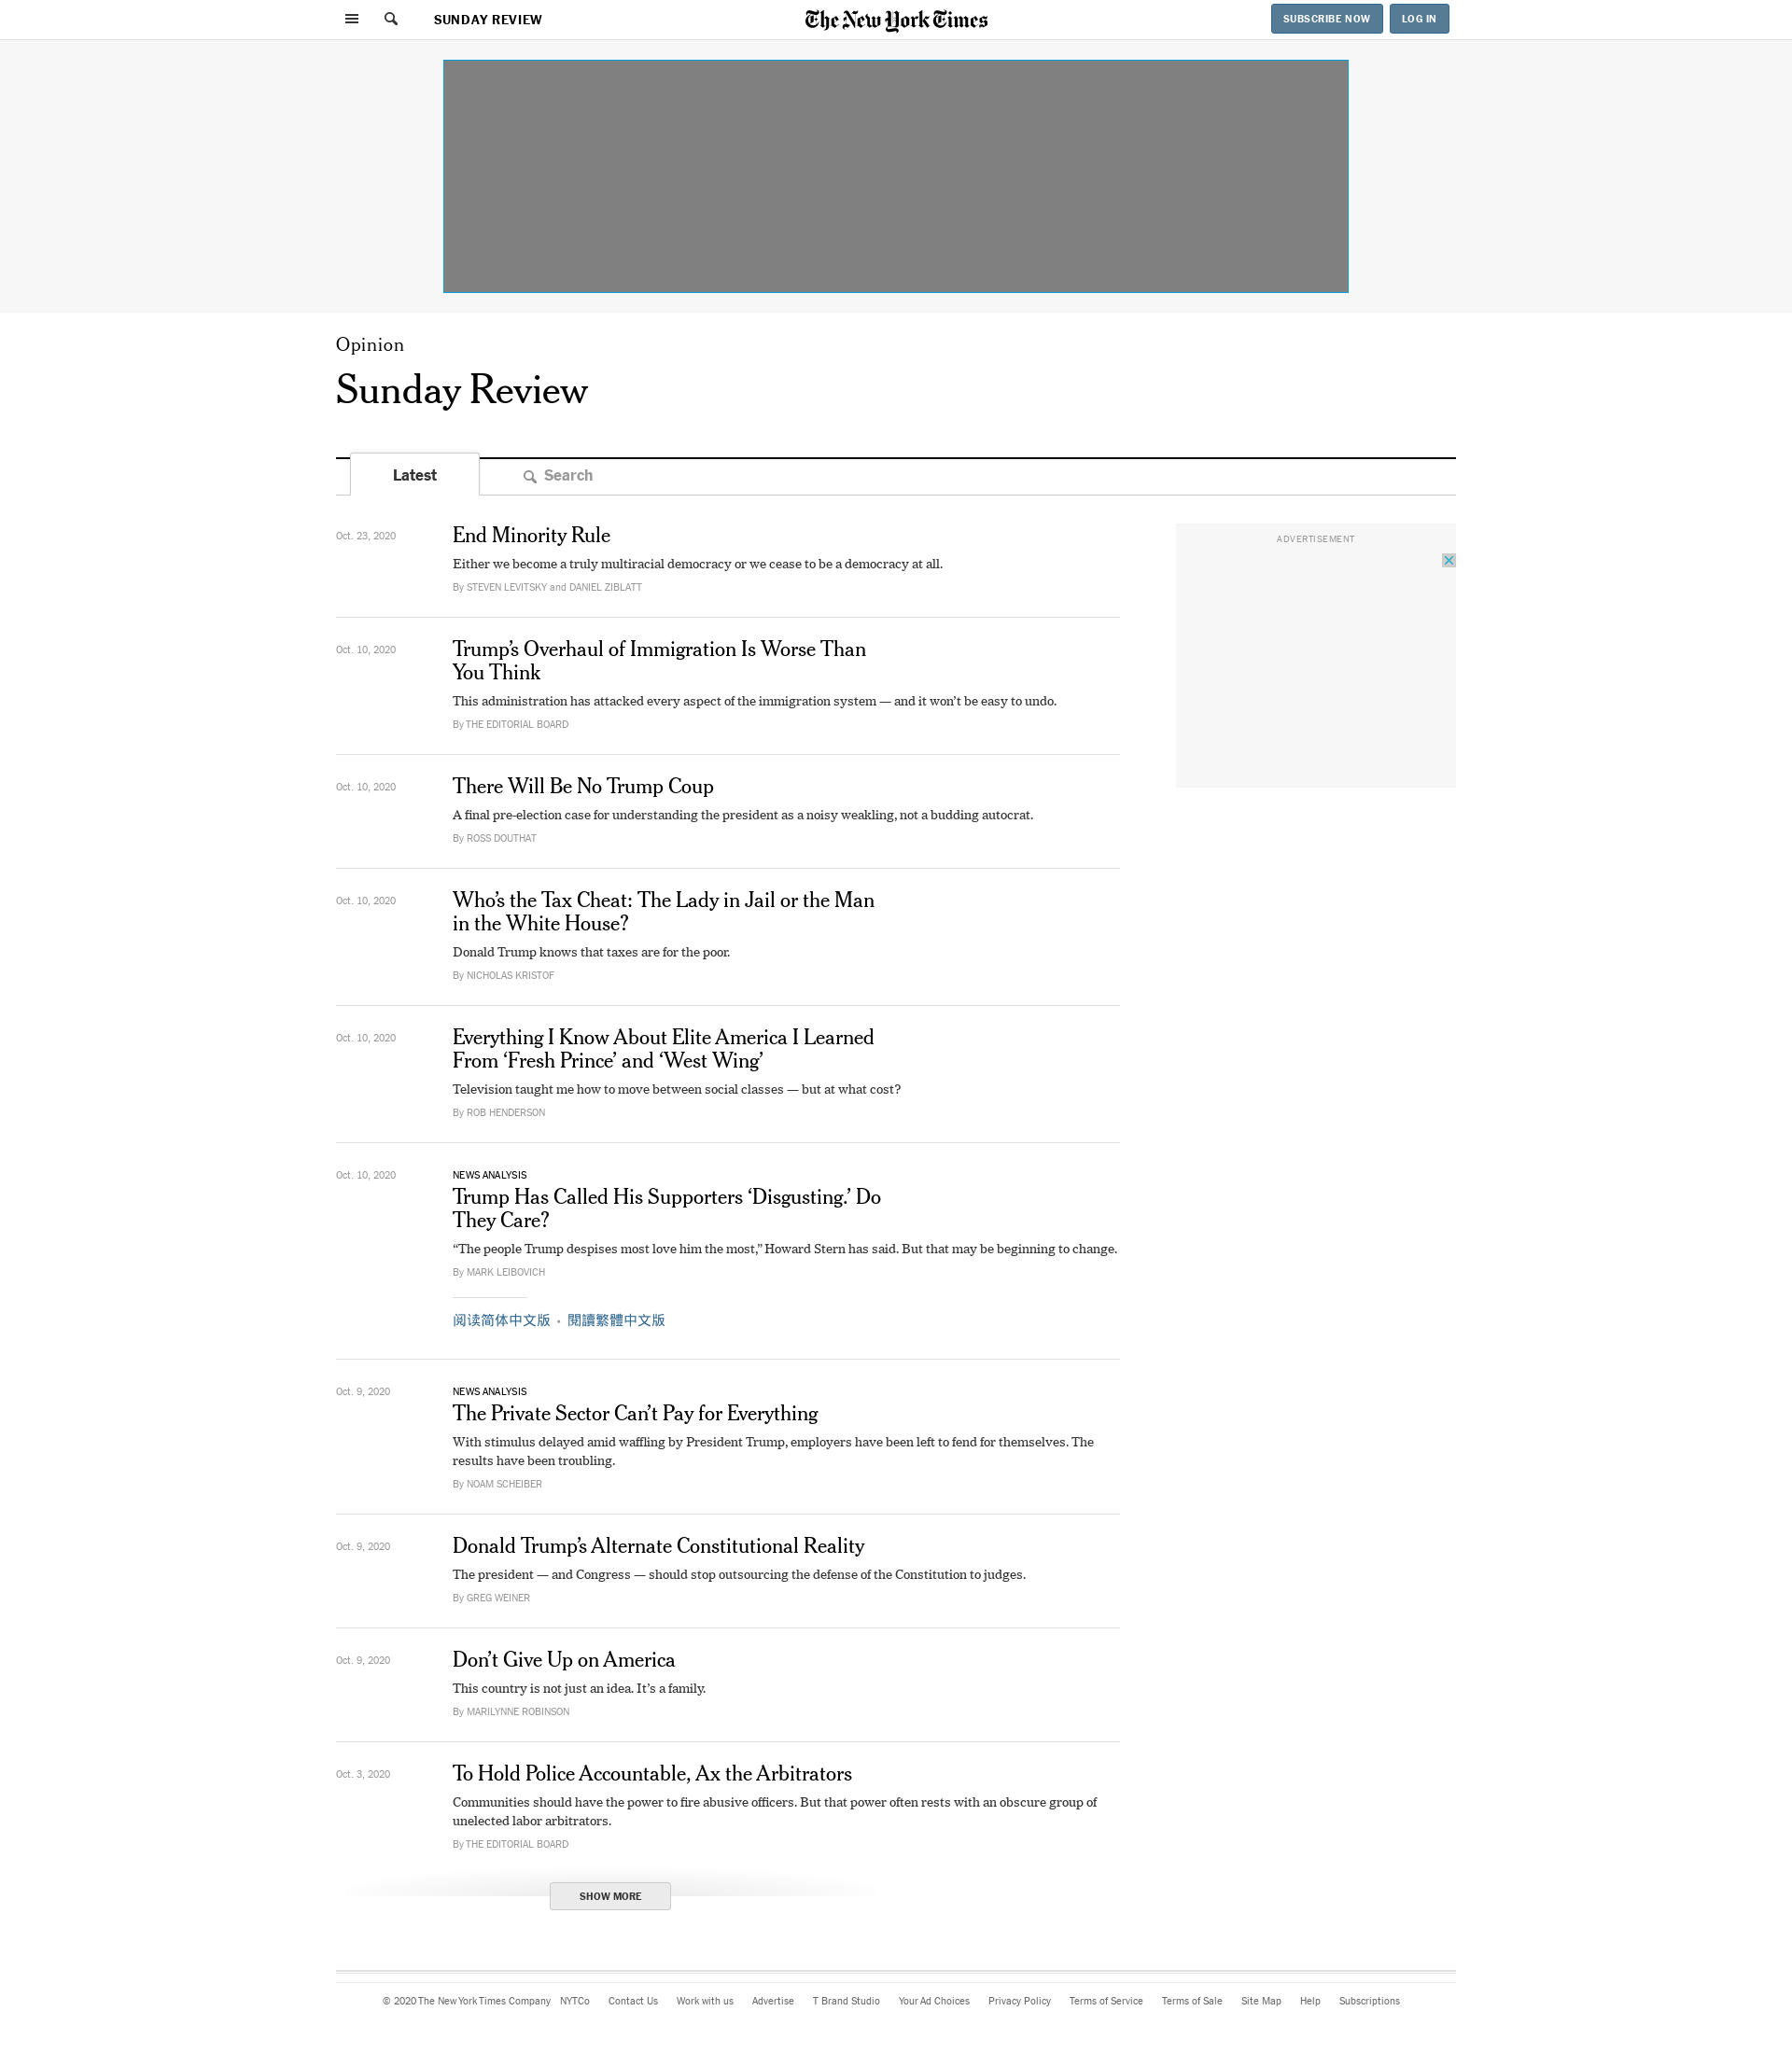 SUNDAY REVIEW
The New York Times
SUBSCRIBE NOW
LOG IN
Opinion
Sunday Review
Latest
Search
Oct. 23, 2020
End Minority Rule
Either we become a truly multiracial democracy or we cease to be a democracy at all.
By STEVEN LEVITSKY and DANIEL ZIBLATT
ADVERTISEMENT
Oct. 10, 2020
Trump’s Overhaul of Immigration Is Worse Than
You Think
This administration has attacked every aspect of the immigration system — and it won’t be easy to undo.
By THE EDITORIAL BOARD
Oct. 10, 2020
There Will Be No Trump Coup
A final pre-election case for understanding the president as a noisy weakling, not a budding autocrat.
By ROSS DOUTHAT
Oct. 10, 2020
Who’s the Tax Cheat: The Lady in Jail or the Man
in the White House?
Donald Trump knows that taxes are for the poor.
By NICHOLAS KRISTOF
Oct. 10, 2020
Everything I Know About Elite America I Learned
From ‘Fresh Prince’ and ‘West Wing’
Television taught me how to move between social classes — but at what cost?
By ROB HENDERSON
Oct. 10, 2020
NEWS ANALYSIS
Trump Has Called His Supporters ‘Disgusting.’ Do
They Care?
“The people Trump despises most love him the most,” Howard Stern has said. But that may be beginning to change.
By MARK LEIBOVICH
阅读简体中文版 • 閱讀繁體中文版
Oct. 9, 2020
NEWS ANALYSIS
The Private Sector Can’t Pay for Everything
With stimulus delayed amid waffling by President Trump, employers have been left to fend for themselves. The
results have been troubling.
By NOAM SCHEIBER
Oct. 9, 2020
Donald Trump’s Alternate Constitutional Reality
The president — and Congress — should stop outsourcing the defense of the Constitution to judges.
By GREG WEINER
Oct. 9, 2020
Don’t Give Up on America
This country is not just an idea. It’s a family.
By MARILYNNE ROBINSON
Oct. 3, 2020
To Hold Police Accountable, Ax the Arbitrators
Communities should have the power to fire abusive officers. But that power often rests with an obscure group of
unelected labor arbitrators.
By THE EDITORIAL BOARD
SHOW MORE
© 2020 The New York Times Company NYTCo Contact Us Work with us Advertise T Brand Studio Your Ad Choices Privacy Policy Terms of Service Terms of Sale Site Map Help Subscriptions